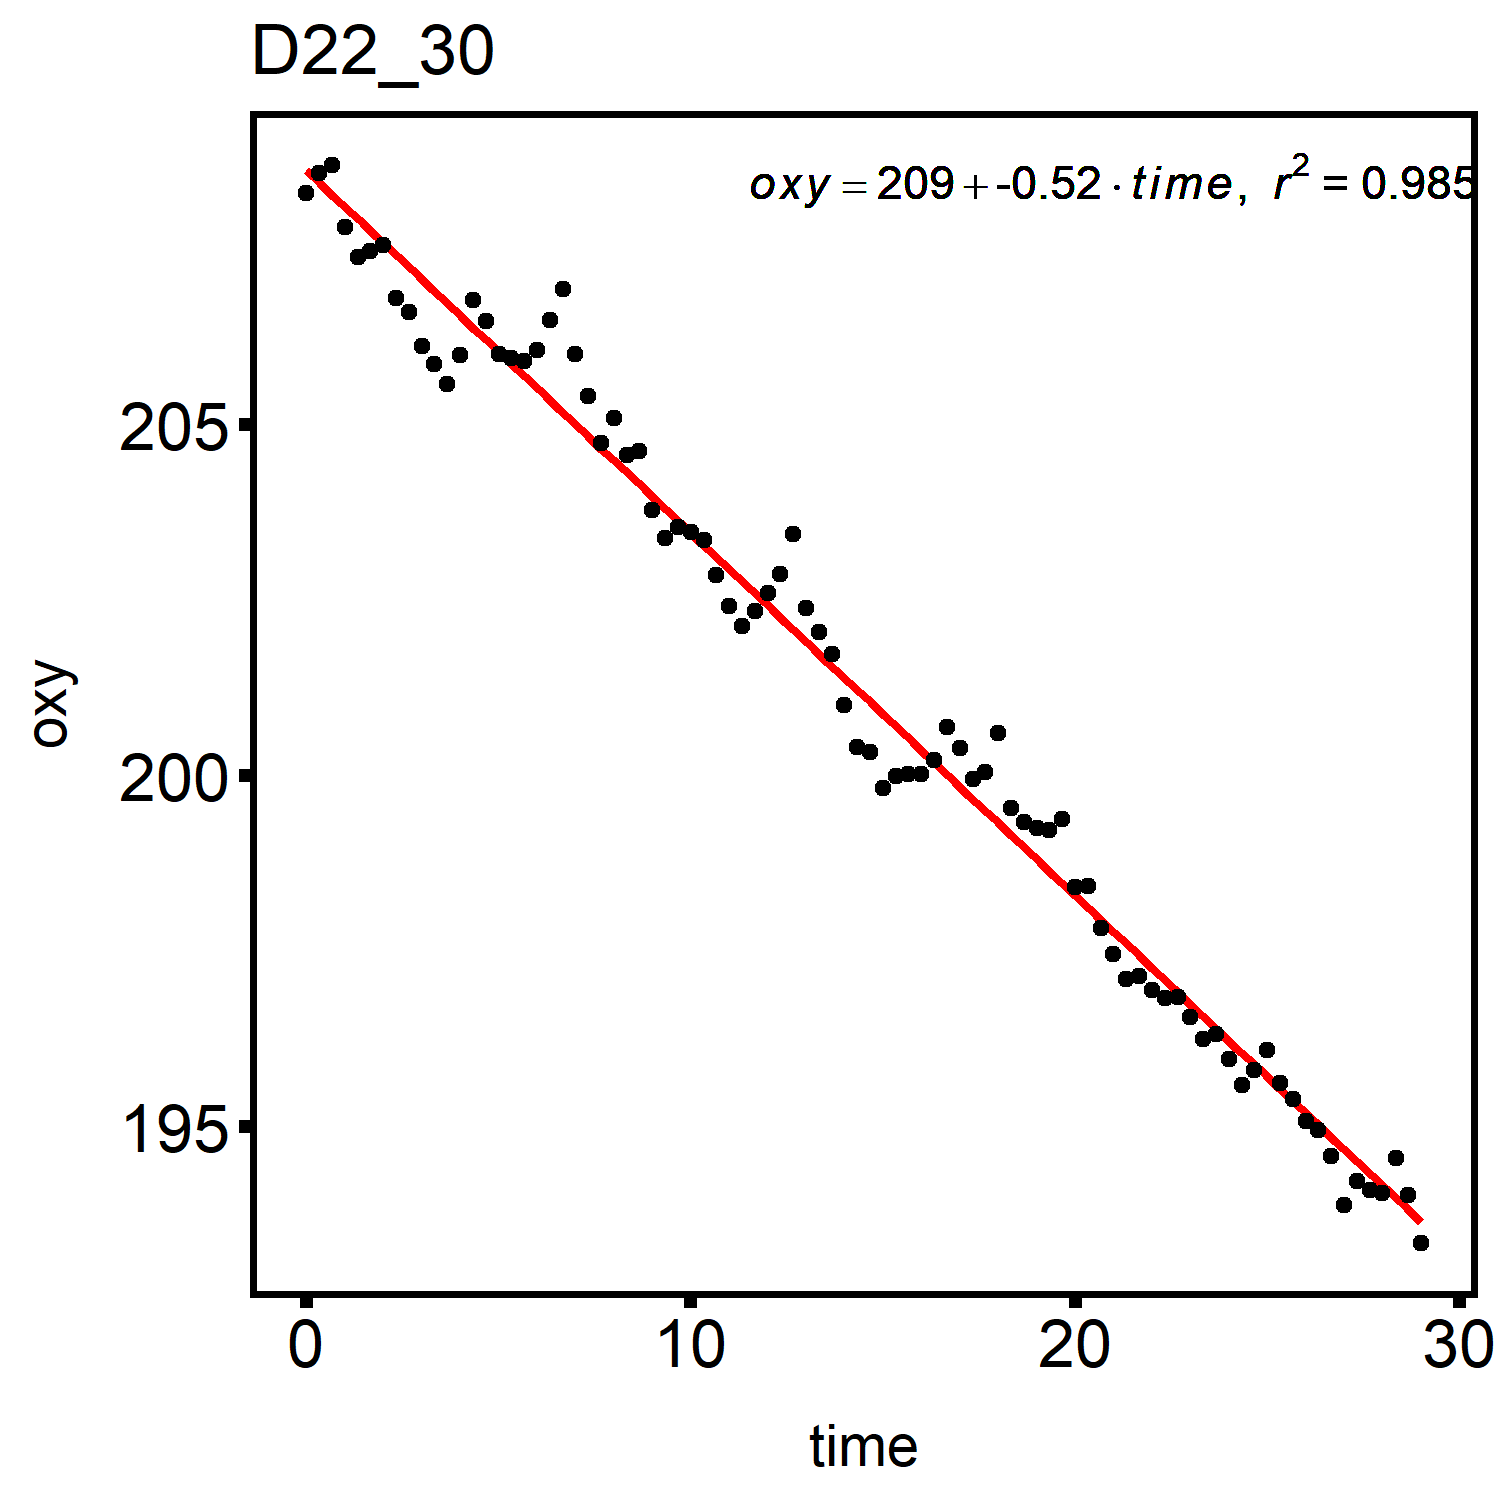 D22_30
oxy = 209 + -0.52 · time, r² = 0.985
205
200
195
oxy
0 10 20 30
time